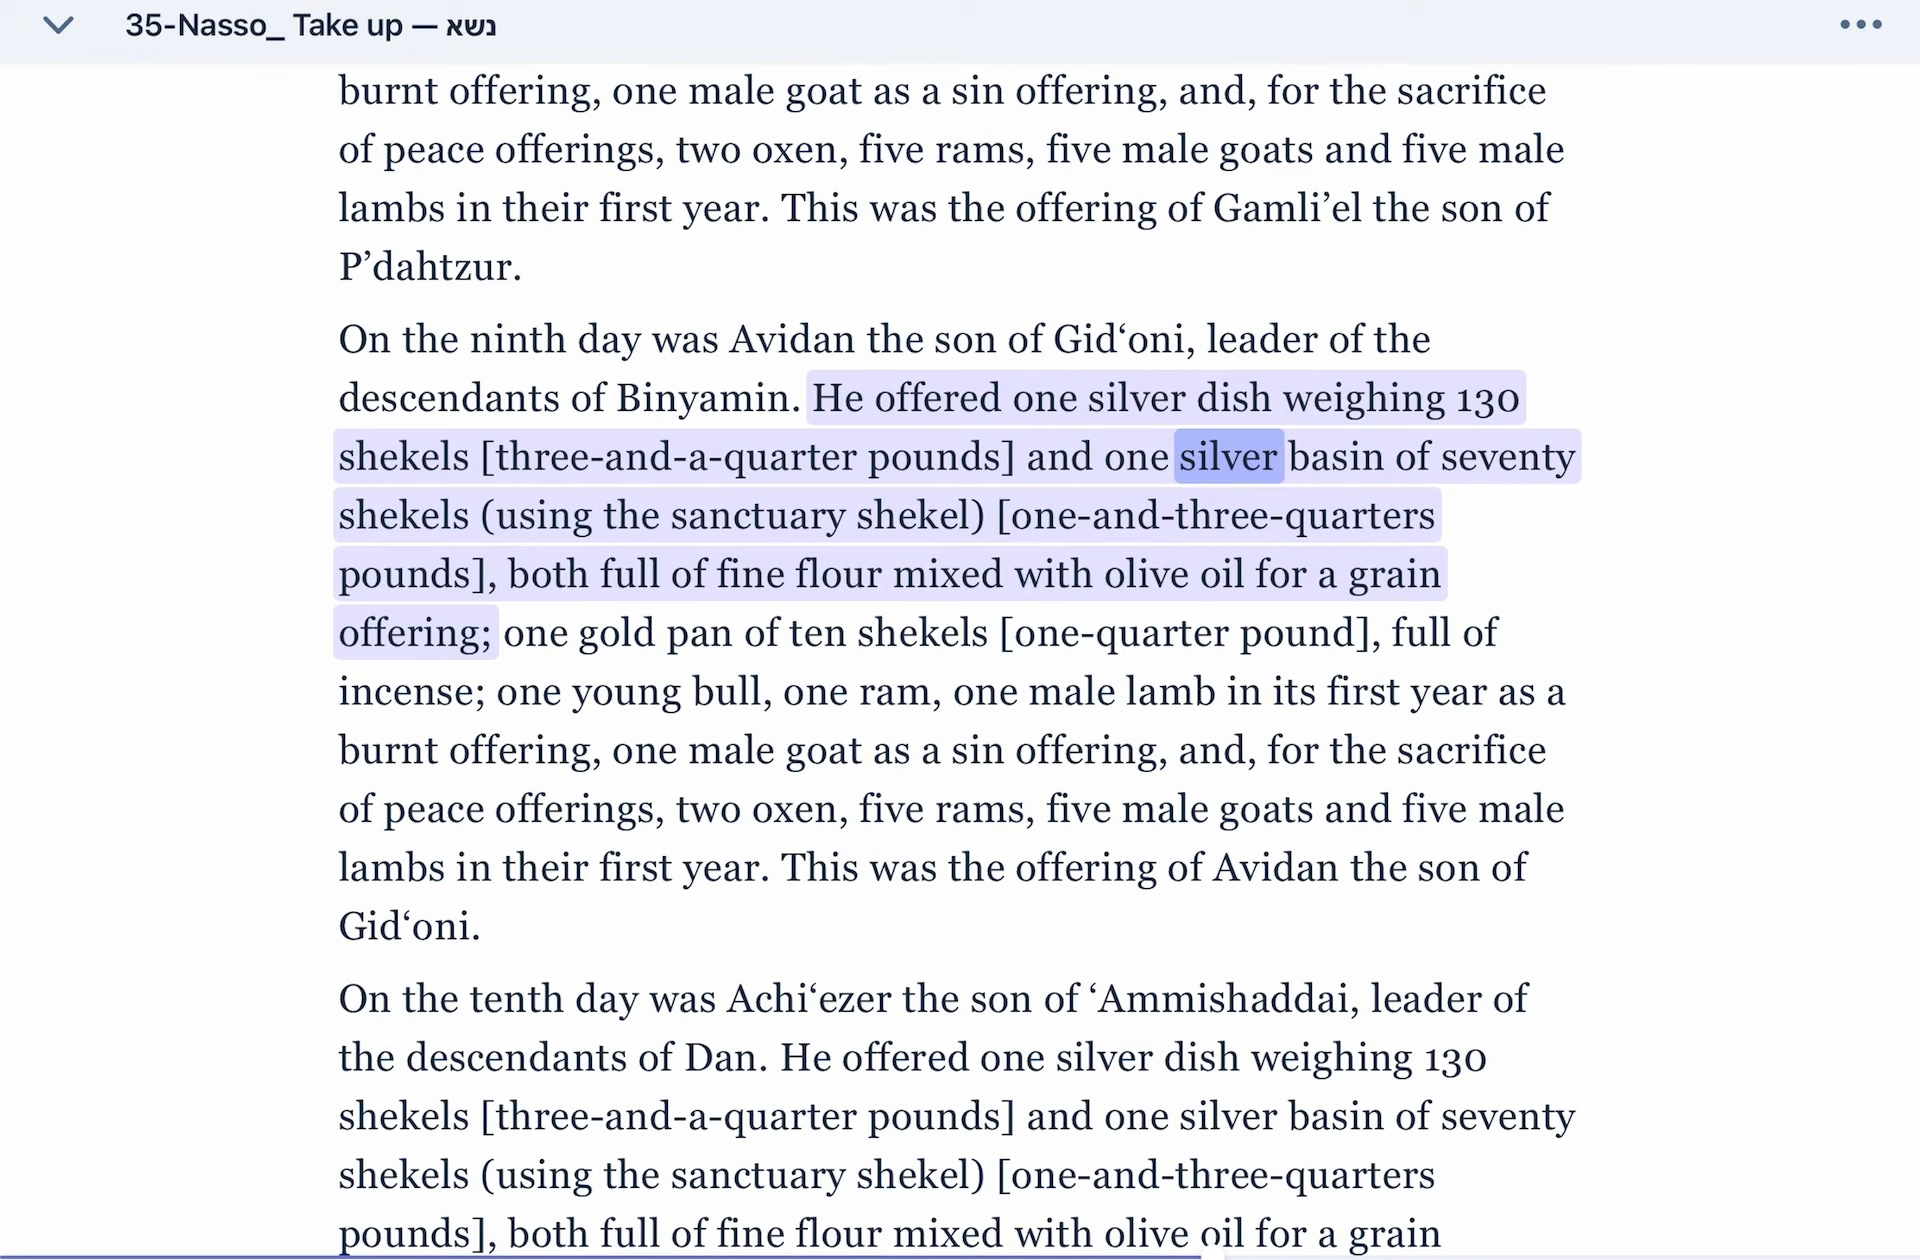 35-Nasso_ Take up — נשא
burnt offering, one male goat as a sin offering, and, for the sacrifice
of peace offerings, two oxen, five rams, five male goats and five male
lambs in their first year. This was the offering of Gamli’el the son of
P’dahtzur.
On the ninth day was Avidan the son of Gid‘oni, leader of the
descendants of Binyamin. He offered one silver dish weighing 130
shekels [three-and-a-quarter pounds] and one silver basin of seventy
shekels (using the sanctuary shekel) [one-and-three-quarters
pounds], both full of fine flour mixed with olive oil for a grain
offering; one gold pan of ten shekels [one-quarter pound], full of
incense; one young bull, one ram, one male lamb in its first year as a
burnt offering, one male goat as a sin offering, and, for the sacrifice
of peace offerings, two oxen, five rams, five male goats and five male
lambs in their first year. This was the offering of Avidan the son of
Gid‘oni.
On the tenth day was Achi‘ezer the son of ‘Ammishaddai, leader of
the descendants of Dan. He offered one silver dish weighing 130
shekels [three-and-a-quarter pounds] and one silver basin of seventy
shekels (using the sanctuary shekel) [one-and-three-quarters
pounds], both full of fine flour mixed with olive oil for a grain